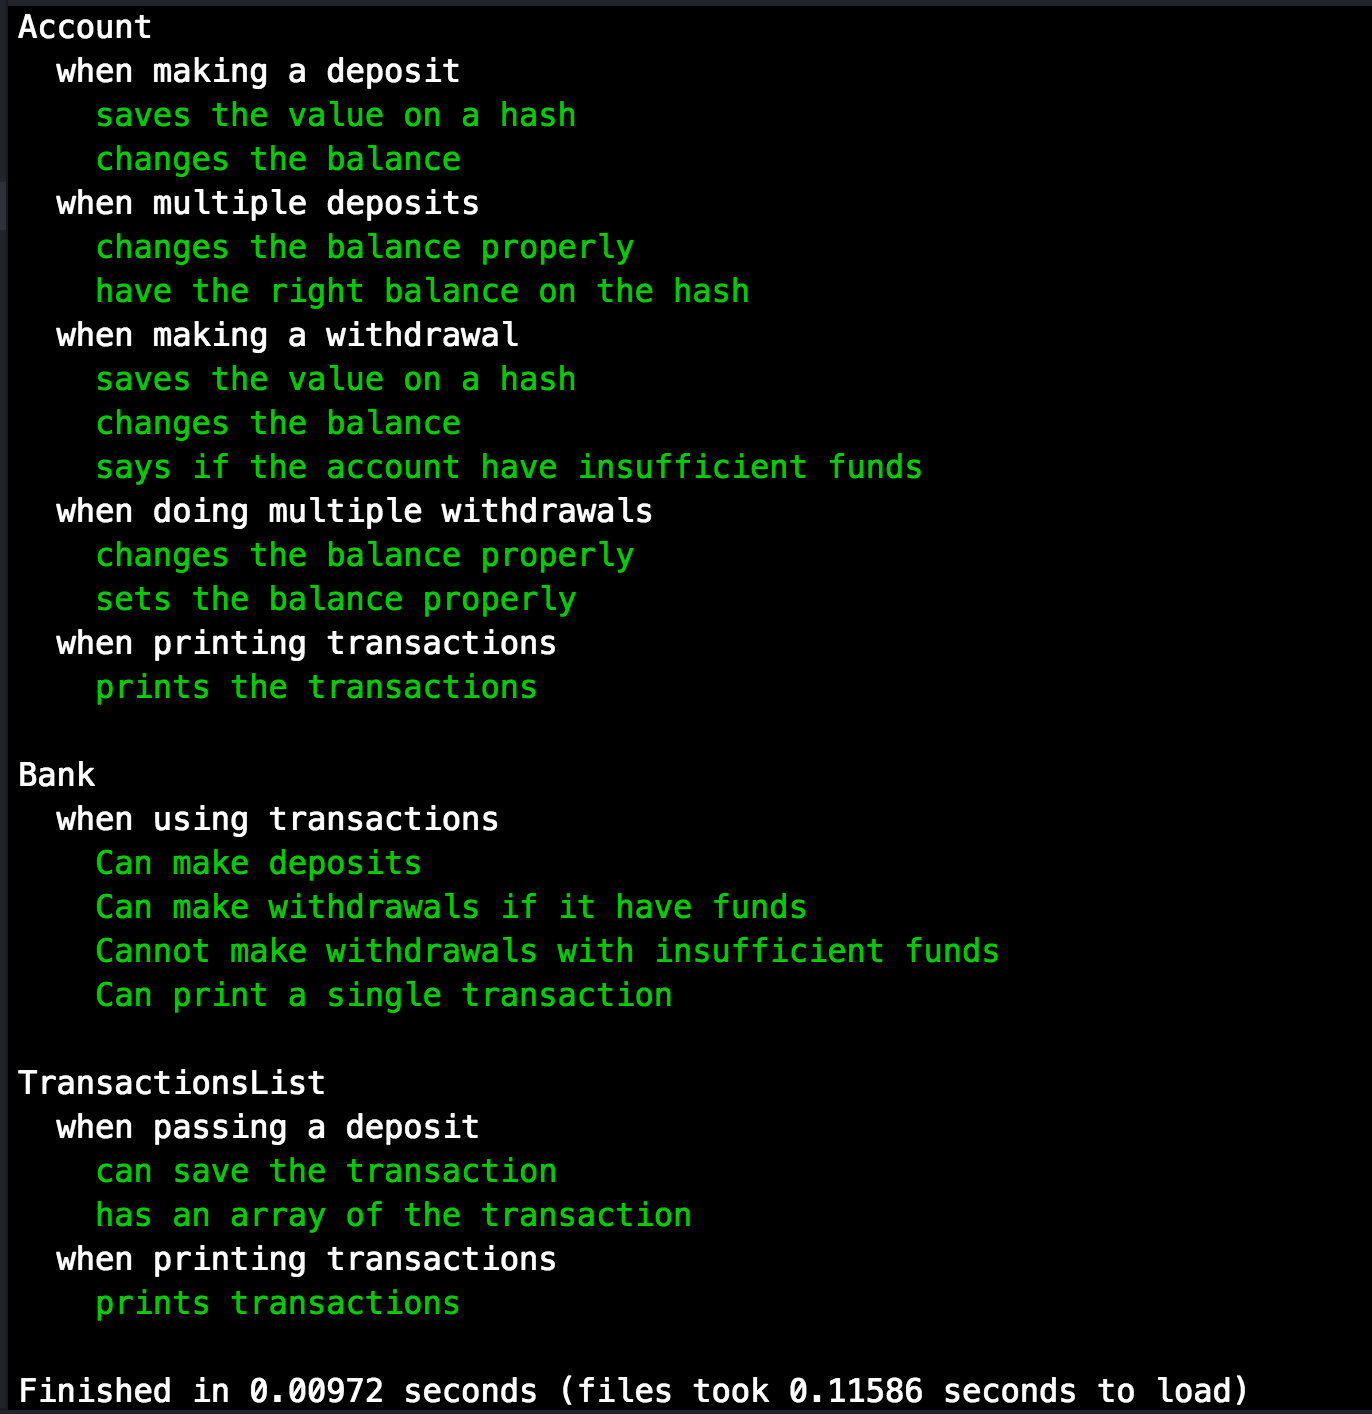 Account
when making a deposit
saves the value on a hash
changes the balance
when multiple deposits
changes the balance properly
have the right balance on the hash
when making a withdrawal
saves the value on a hash
changes the balance
says if the account have insufficient funds
when doing multiple withdrawals
changes the balance properly
sets the balance properly
when printing transactions
prints the transactions
Bank
when using transactions
Can make deposits
Can make withdrawals if it have funds
Cannot make withdrawals with insufficient funds
Can print a single transaction
TransactionsList
when passing a deposit
can save the transaction
has an array of the transaction
when printing transactions
prints transactions
Finished in 0.00972 seconds (files took 0.11586 seconds to load)